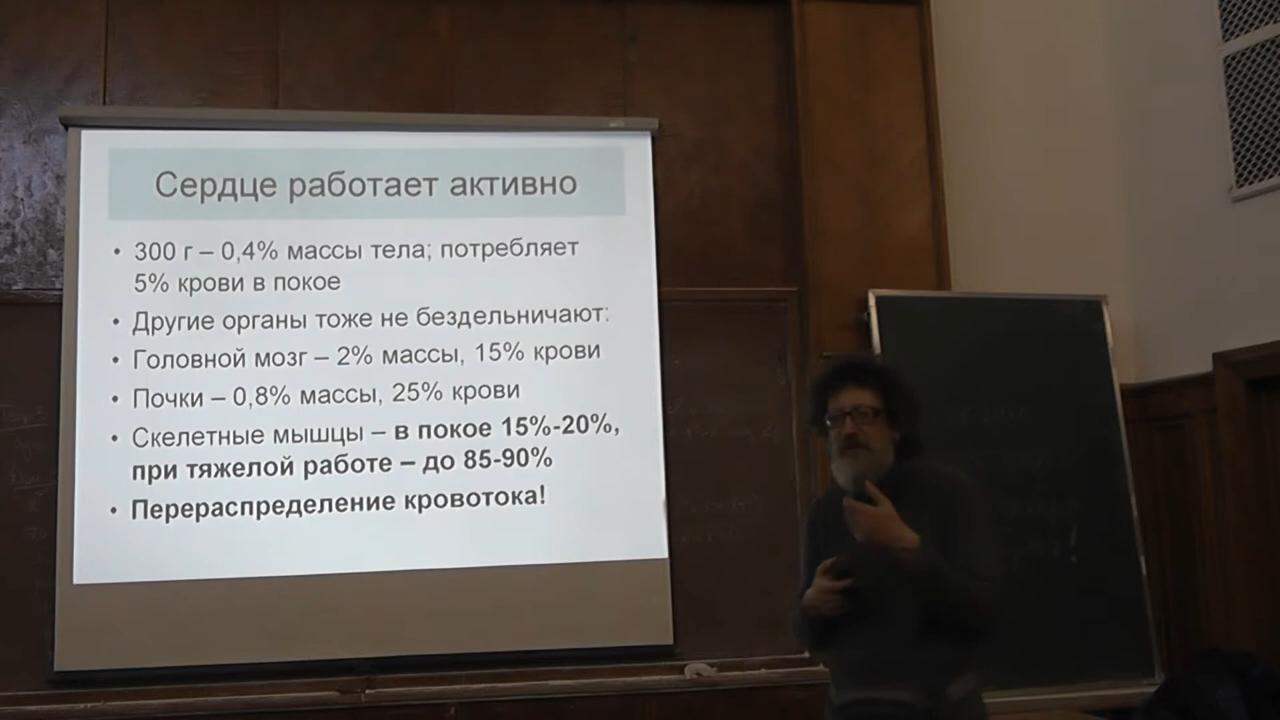 Сердце работает активно
• 300 г – 0,4% массы тела; потребляет
5% крови в покое
• Другие органы тоже не бездельничают:
• Головной мозг – 2% массы, 15% крови
• Почки – 0,8% массы, 25% крови
• Скелетные мышцы – в покое 15%-20%,
при тяжелой работе – до 85-90%
• Перераспределение кровотока!